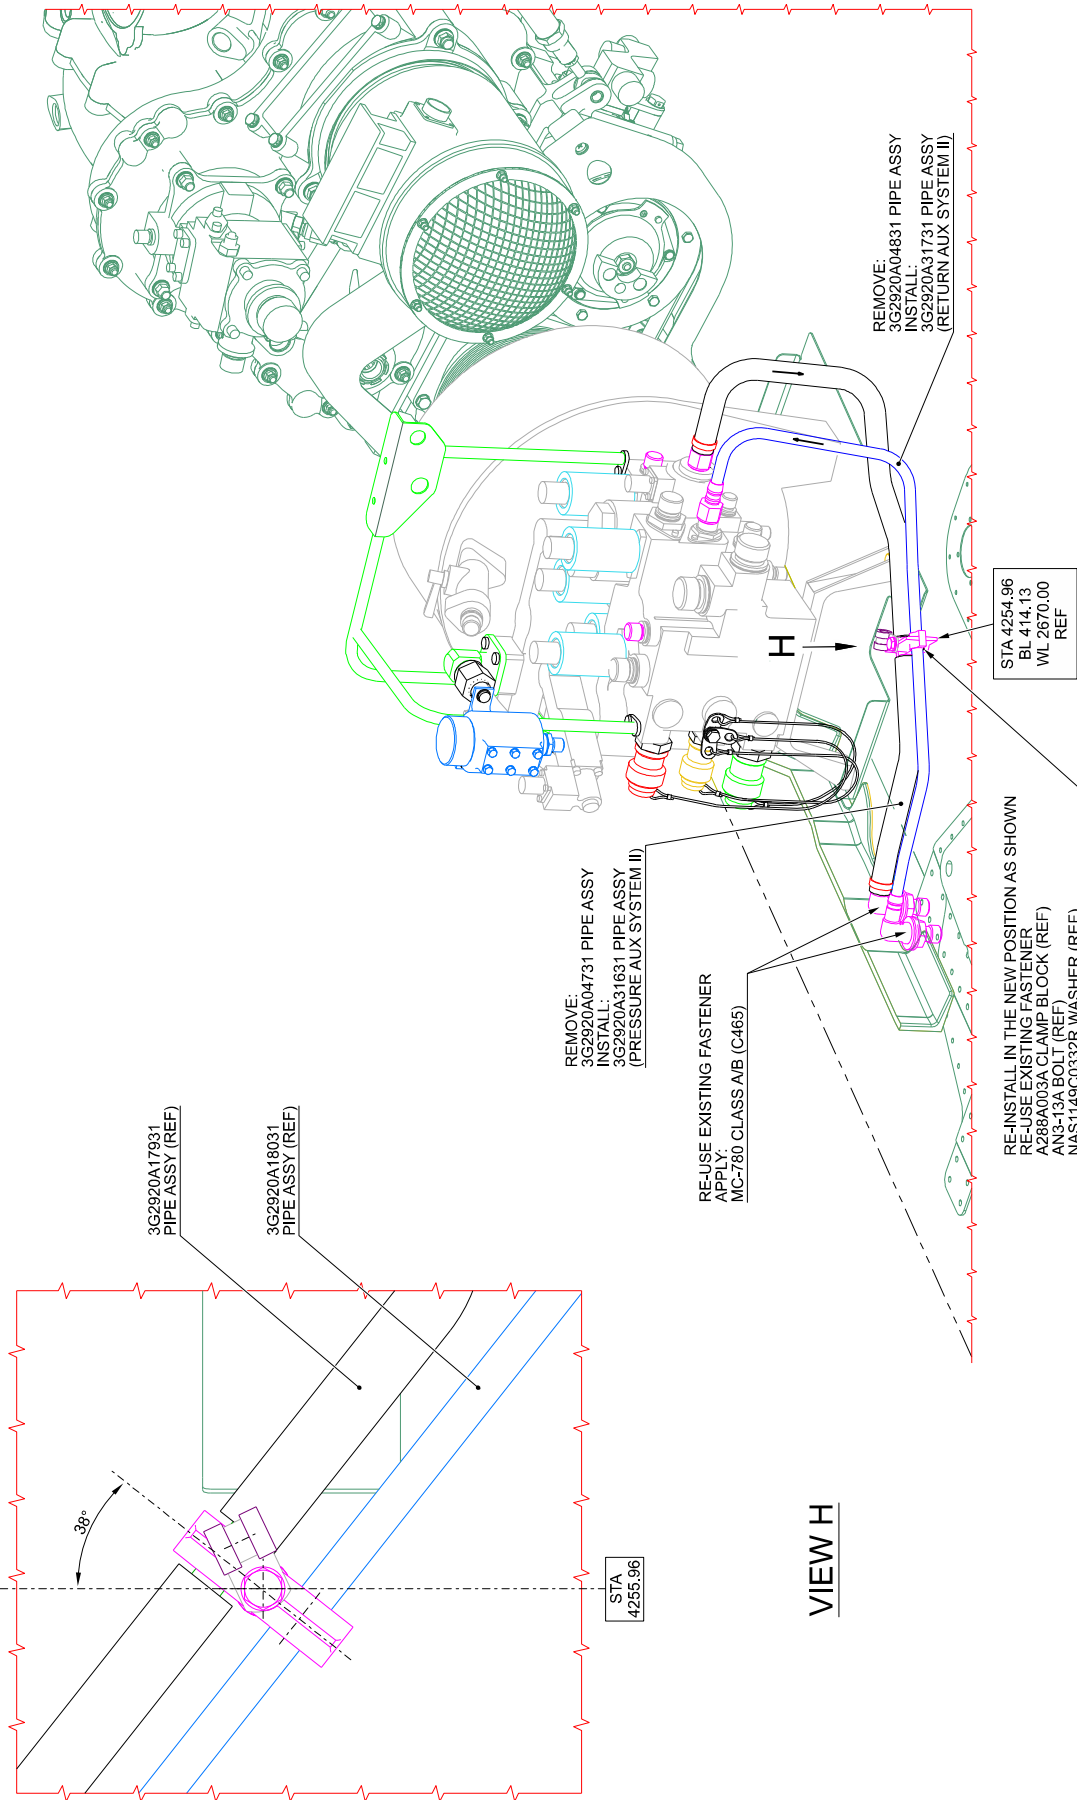 3G2920A17931
PIPE ASSY (REF)
3G2920A18031
PIPE ASSY (REF)
38°
STA
4255.96
VIEW H
REMOVE:
3G2920A04731 PIPE ASSY
INSTALL:
3G2920A31631 PIPE ASSY
(PRESSURE AUX SYSTEM II)
RE-USE EXISTING FASTENER
APPLY:
MC-780 CLASS A/B (C465)
REMOVE:
3G2920A04831 PIPE ASSY
INSTALL:
3G2920A31731 PIPE ASSY
(RETURN AUX SYSTEM II)
H
STA 4254.96
BL 414.13
WL 2670.00
REF
RE-INSTALL IN THE NEW POSITION AS SHOWN
RE-USE EXISTING FASTENER
A288A003A CLAMP BLOCK (REF)
AN3-13A BOLT (REF)
NAS1149C0332R WASHER (REF)